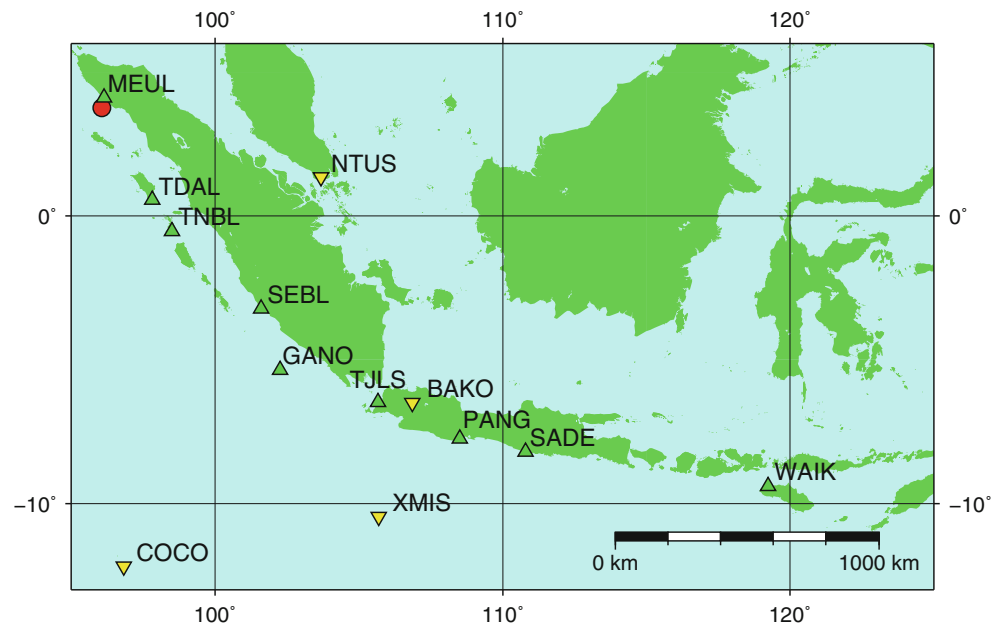 100° 110° 120°
MEUL
NTUS
TDAL
TNBL
0° 0°
SEBL
GANO
TJLS BAKO
PANG
SADE
WAIK
−10° XMIS −10°
COCO
0 km 1000 km
100° 110° 120°